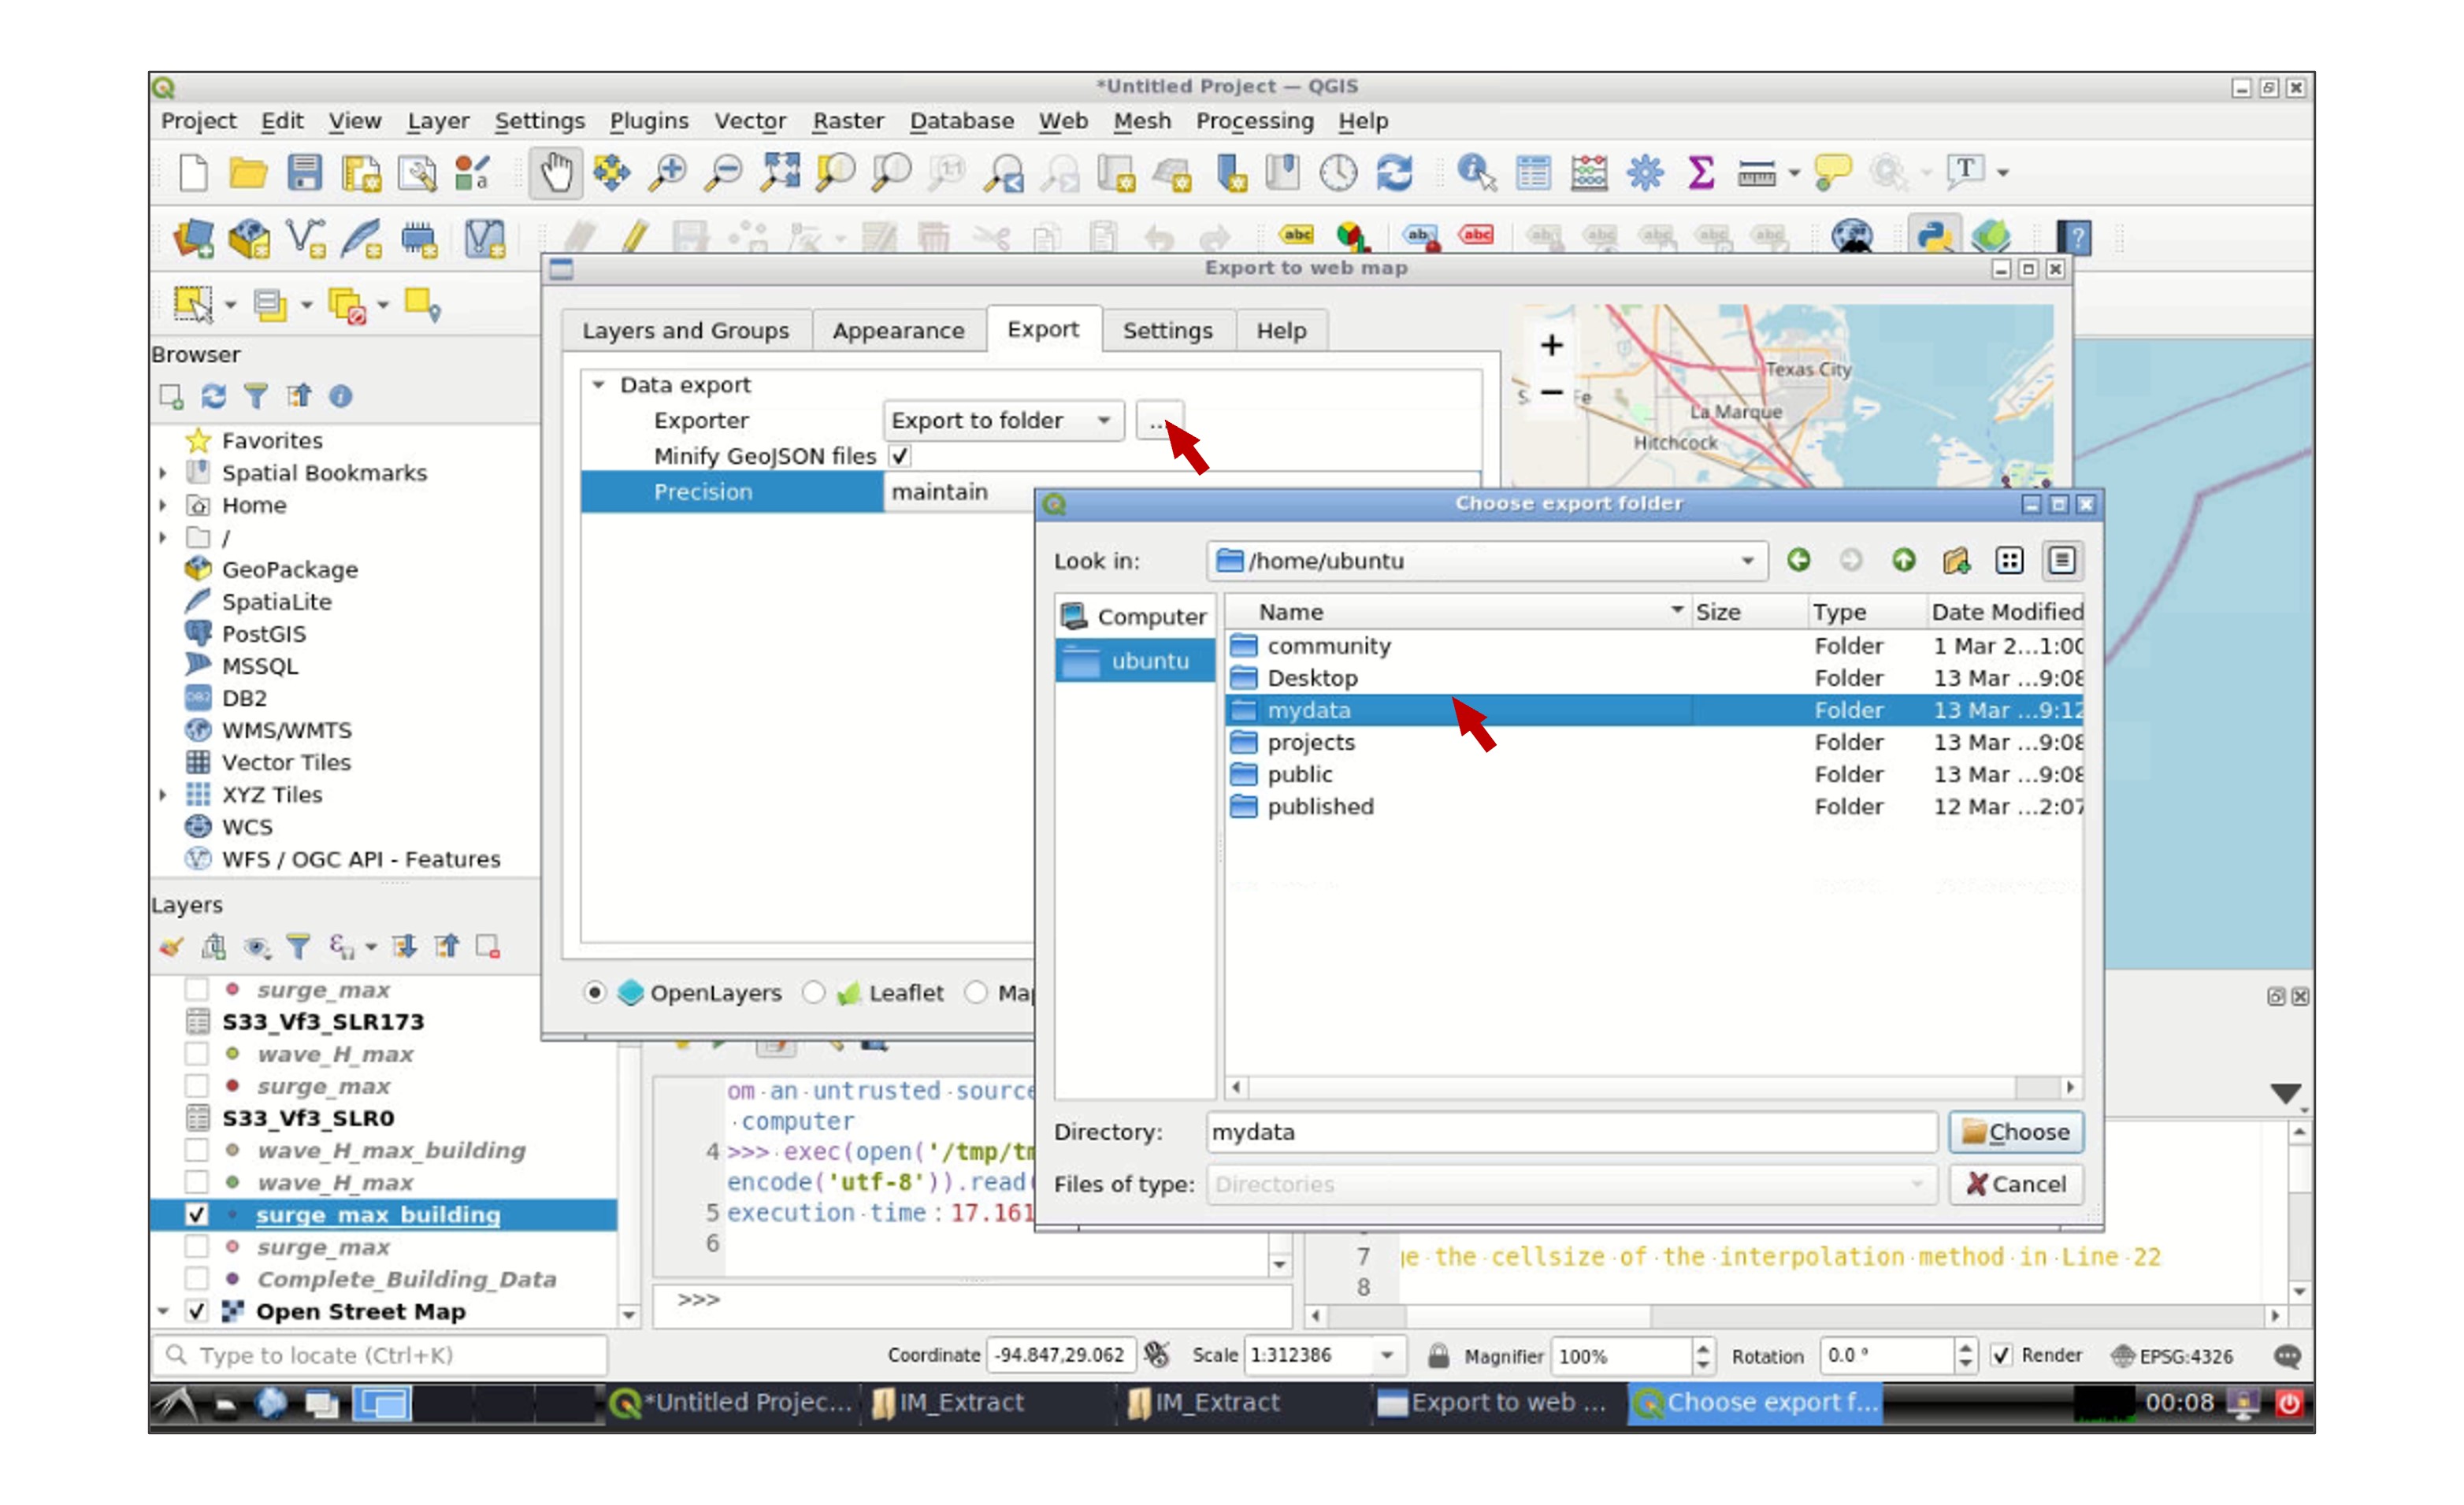 *Untitled Project — QGIS
Project Edit View Layer Settings Plugins Vector Raster Database Web Mesh Processing Help
Export to web map
Layers and Groups Appearance Export Settings Help
Browser
Data export
Exporter Export to folder ...
Minify GeoJSON files
Precision maintain
+
−
Texas City
La Marque
Hitchcock
Favorites
Spatial Bookmarks
Home
/
GeoPackage
SpatiaLite
PostGIS
MSSQL
DB2
WMS/WMTS
Vector Tiles
XYZ Tiles
WCS
WFS / OGC API - Features
Choose export folder
Look in: /home/ubuntu
Computer
ubuntu
Name Size Type Date Modified
community Folder 1 Mar 2...1:00
Desktop Folder 13 Mar ...9:08
mydata Folder 13 Mar ...9:12
projects Folder 13 Mar ...9:08
public Folder 13 Mar ...9:08
published Folder 12 Mar ...2:07
Directory: mydata Choose
Files of type: Directories Cancel
Layers
surge_max
S33_Vf3_SLR173
wave_H_max
surge_max
S33_Vf3_SLR0
wave_H_max_building
wave_H_max
surge_max_building
surge_max
Complete_Building_Data
Open Street Map
OpenLayers Leaflet
om an untrusted source
computer
4 >>> exec(open('/tmp/tm
encode('utf-8')).read(
5 execution time : 17.161
6
>>>
7 ge the cellsize of the interpolation method in Line 22
8
Type to locate (Ctrl+K) Coordinate -94.847,29.062 Scale 1:312386 Magnifier 100% Rotation 0.0 ° Render EPSG:4326
*Untitled Projec... IM_Extract IM_Extract Export to web ... Choose export f... 00:08